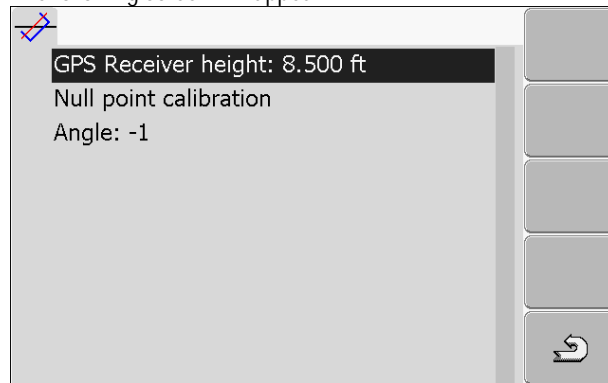 GPS Receiver height: 8.500 ft
Null point calibration
Angle: -1